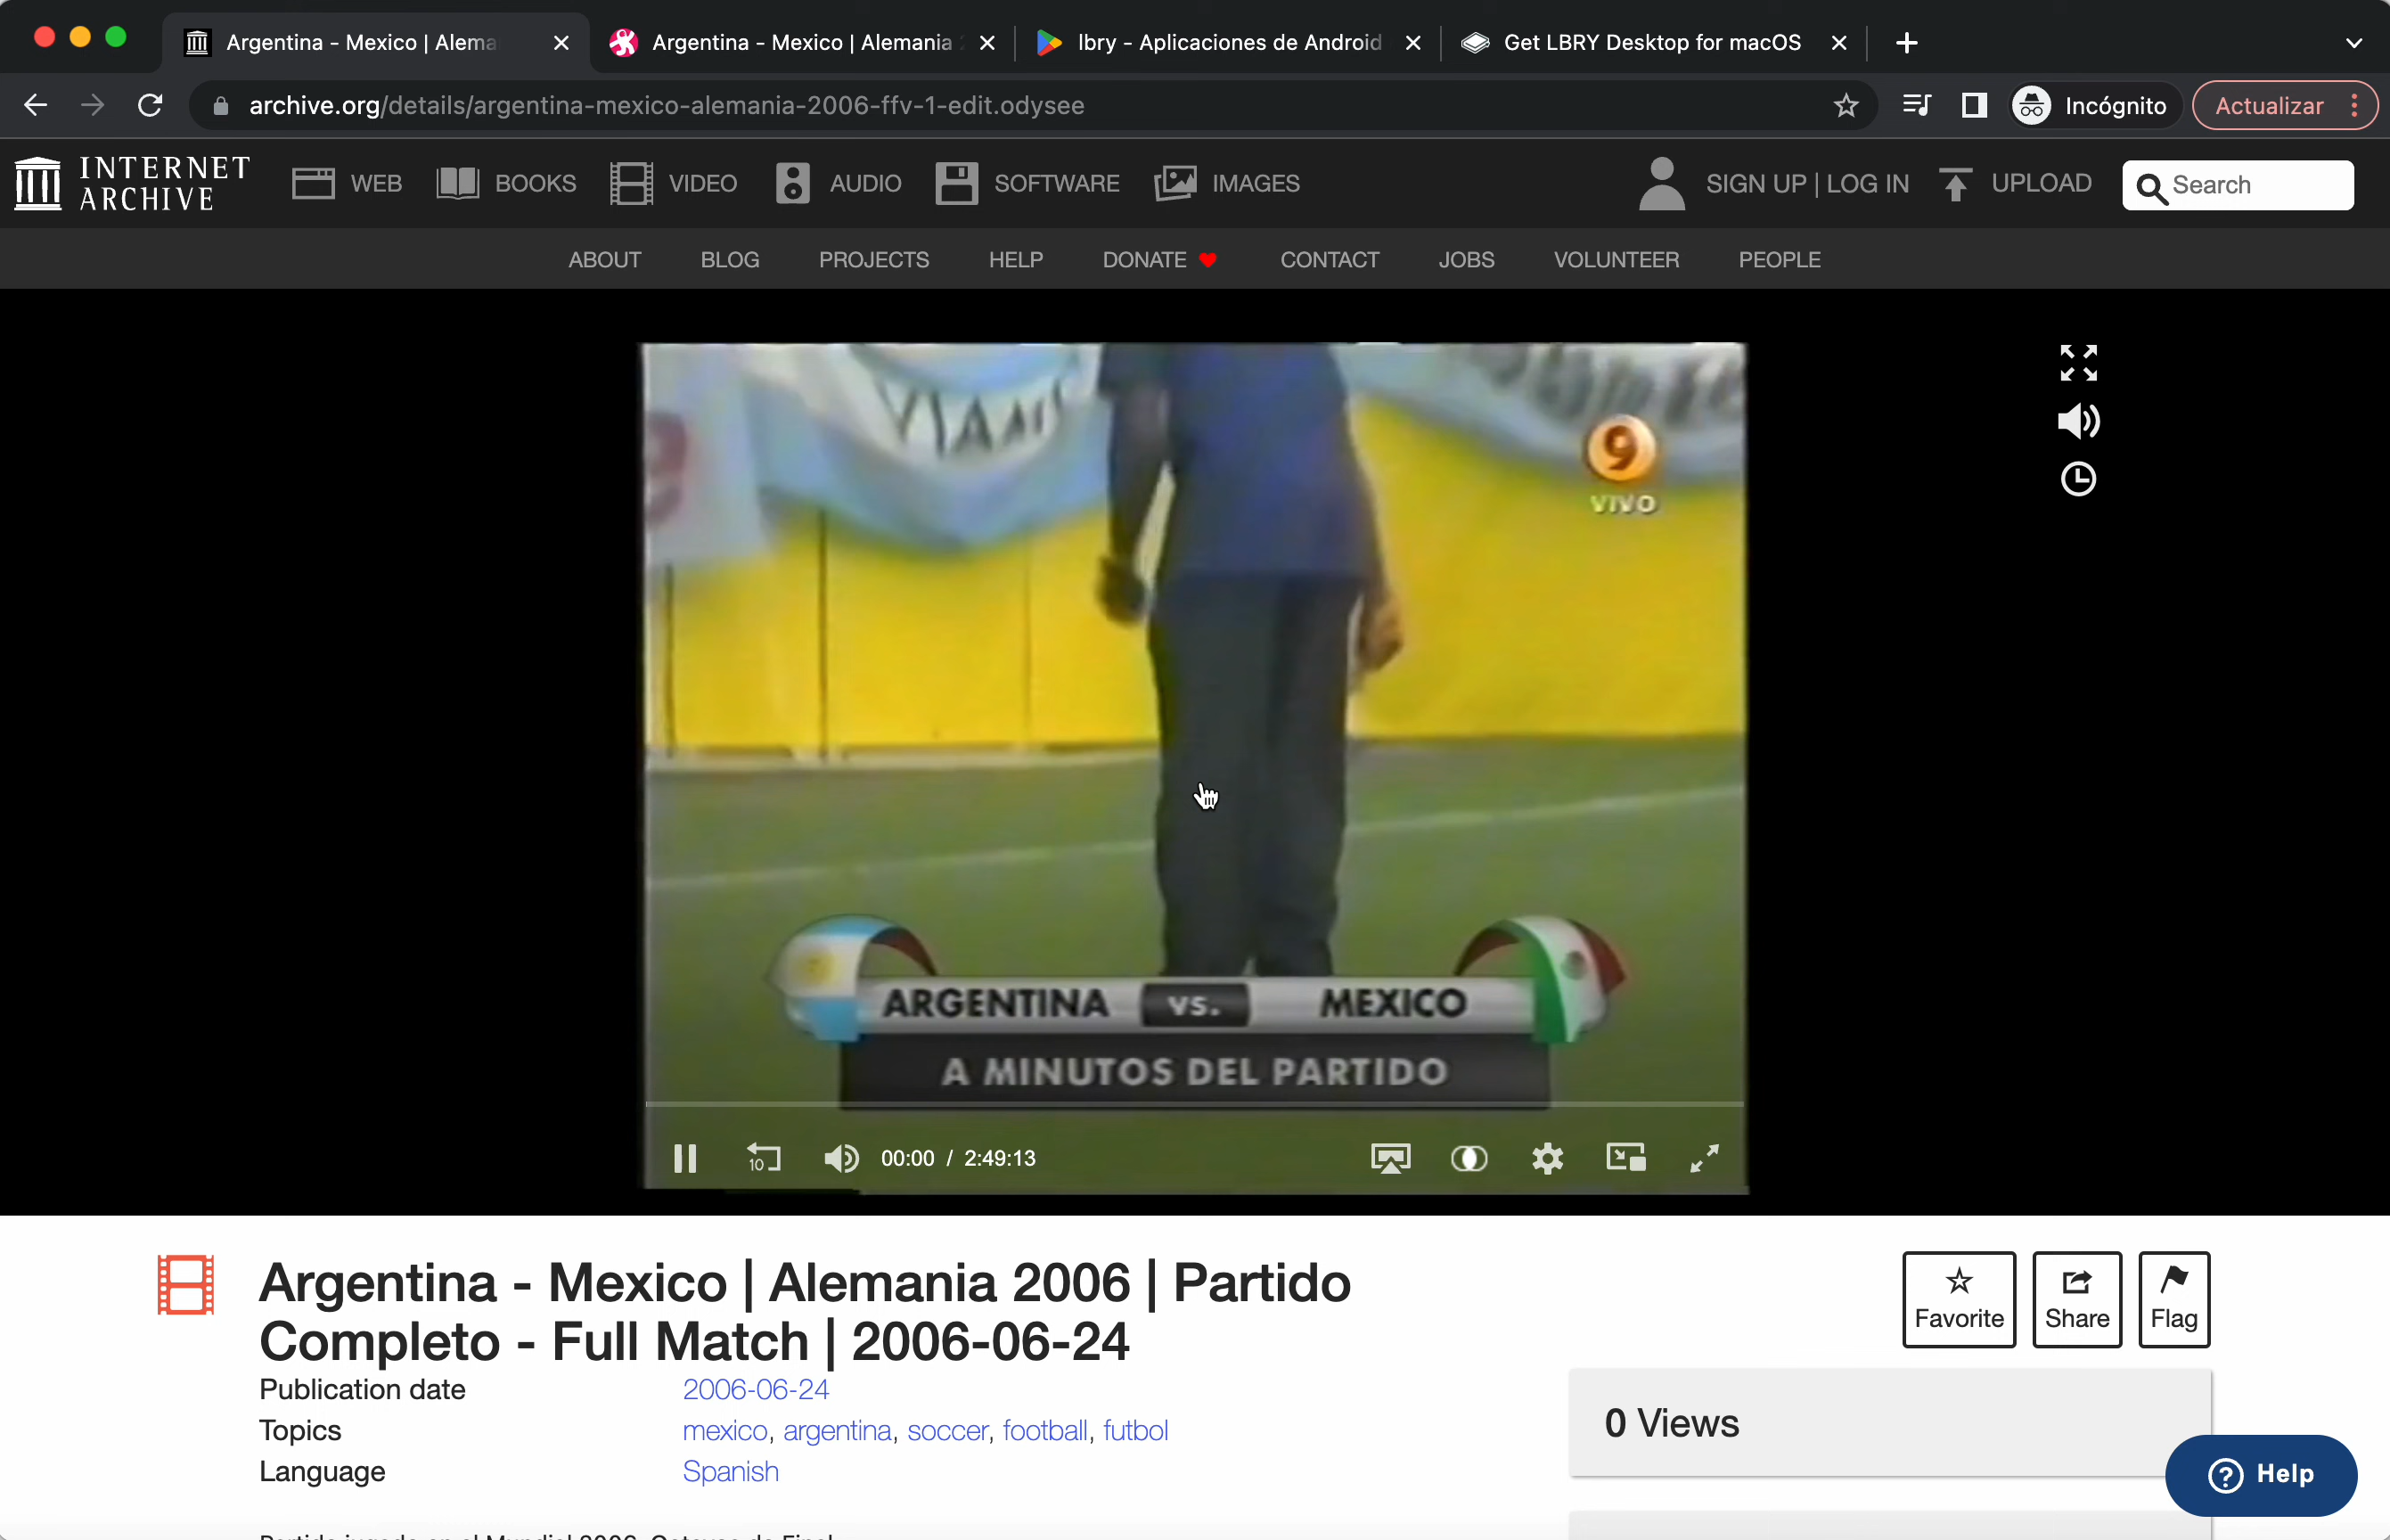 Argentina - Mexico | Alema
Argentina - Mexico | Alemania
lbry - Aplicaciones de Android
Get LBRY Desktop for macOS
archive.org/details/argentina-mexico-alemania-2006-ffv-1-edit.odysee
Incógnito
Actualizar
INTERNET
ARCHIVE
WEB
BOOKS
VIDEO
AUDIO
SOFTWARE
IMAGES
SIGN UP | LOG IN
UPLOAD
Search
ABOUT
BLOG
PROJECTS
HELP
DONATE
CONTACT
JOBS
VOLUNTEER
PEOPLE
9
VIVO
ARGENTINA vs. MEXICO
A MINUTOS DEL PARTIDO
10
00:00 / 2:49:13
Argentina - Mexico | Alemania 2006 | Partido
Completo - Full Match | 2006-06-24
Favorite
Share
Flag
Publication date 2006-06-24
Topics mexico, argentina, soccer, football, futbol
Language Spanish
0 Views
Help